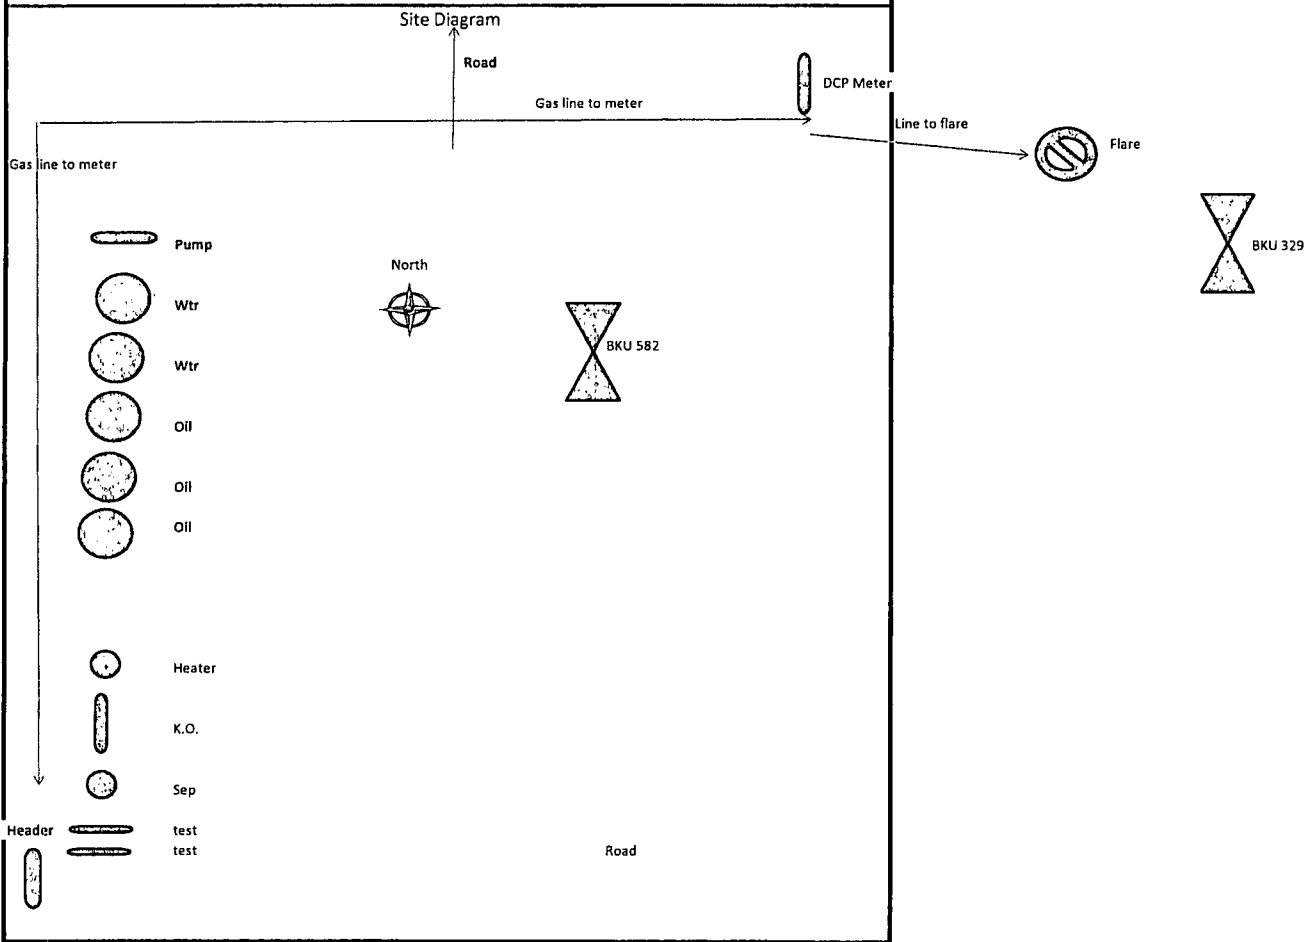 Site Diagram
Road
DCP Meter
Gas line to meter
Line to flare
Flare
Gas line to meter
Pump
BKU 329
North
Wtr
BKU 582
Wtr
Oil
Oil
Oil
Heater
K.O.
Sep
Header
test
test
Road